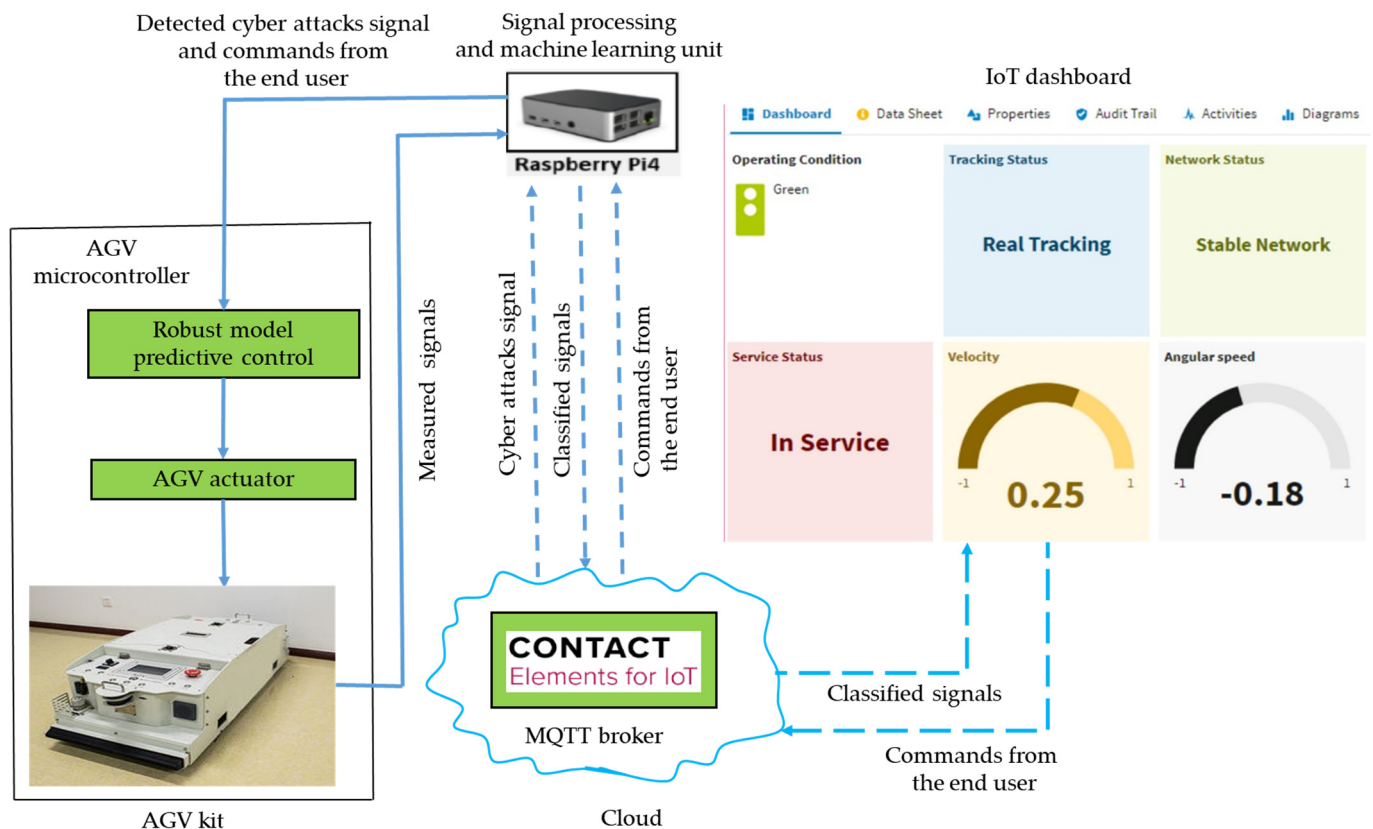 Detected cyber attacks signal
and commands from
the end user
Signal processing
and machine learning unit
Raspberry Pi4
IoT dashboard
Dashboard
Data Sheet
Properties
Audit Trail
Activities
Diagrams
Operating Condition
Green
Tracking Status
Real Tracking
Network Status
Stable Network
Service Status
In Service
Velocity
-1
0.25
1
Angular speed
-1
-0.18
1
AGV
microcontroller
Robust model
predictive control
AGV actuator
AGV kit
Measured signals
Cyber attacks signal
Classified signals
Commands from
the end user
CONTACT
Elements for IoT
MQTT broker
Cloud
Classified signals
Commands from
the end user